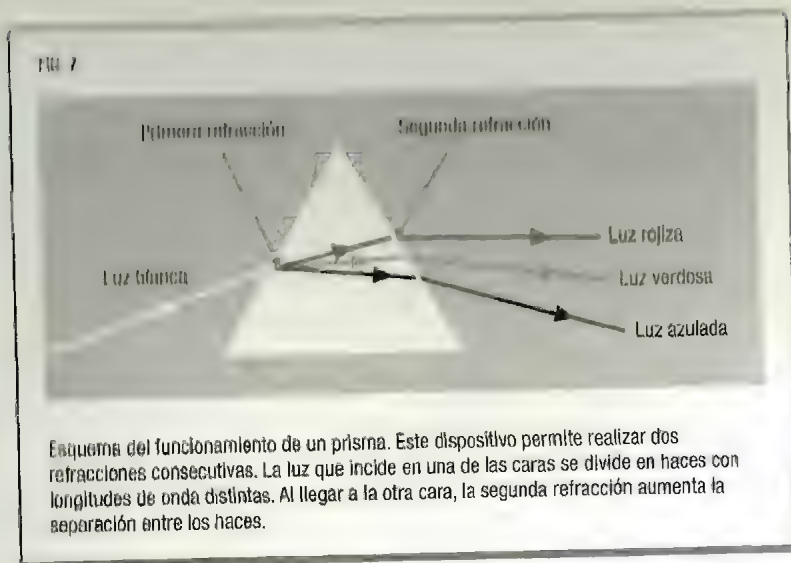 7
Primera refracción
Segunda refracción
Luz blanca
Luz rojiza
Luz verdosa
Luz azulada
Esquema del funcionamiento de un prisma. Este dispositivo permite realizar dos
refracciones consecutivas. La luz que incide en una de las caras se divide en haces con
longitudes de onda distintas. Al llegar a la otra cara, la segunda refracción aumenta la
separación entre los haces.